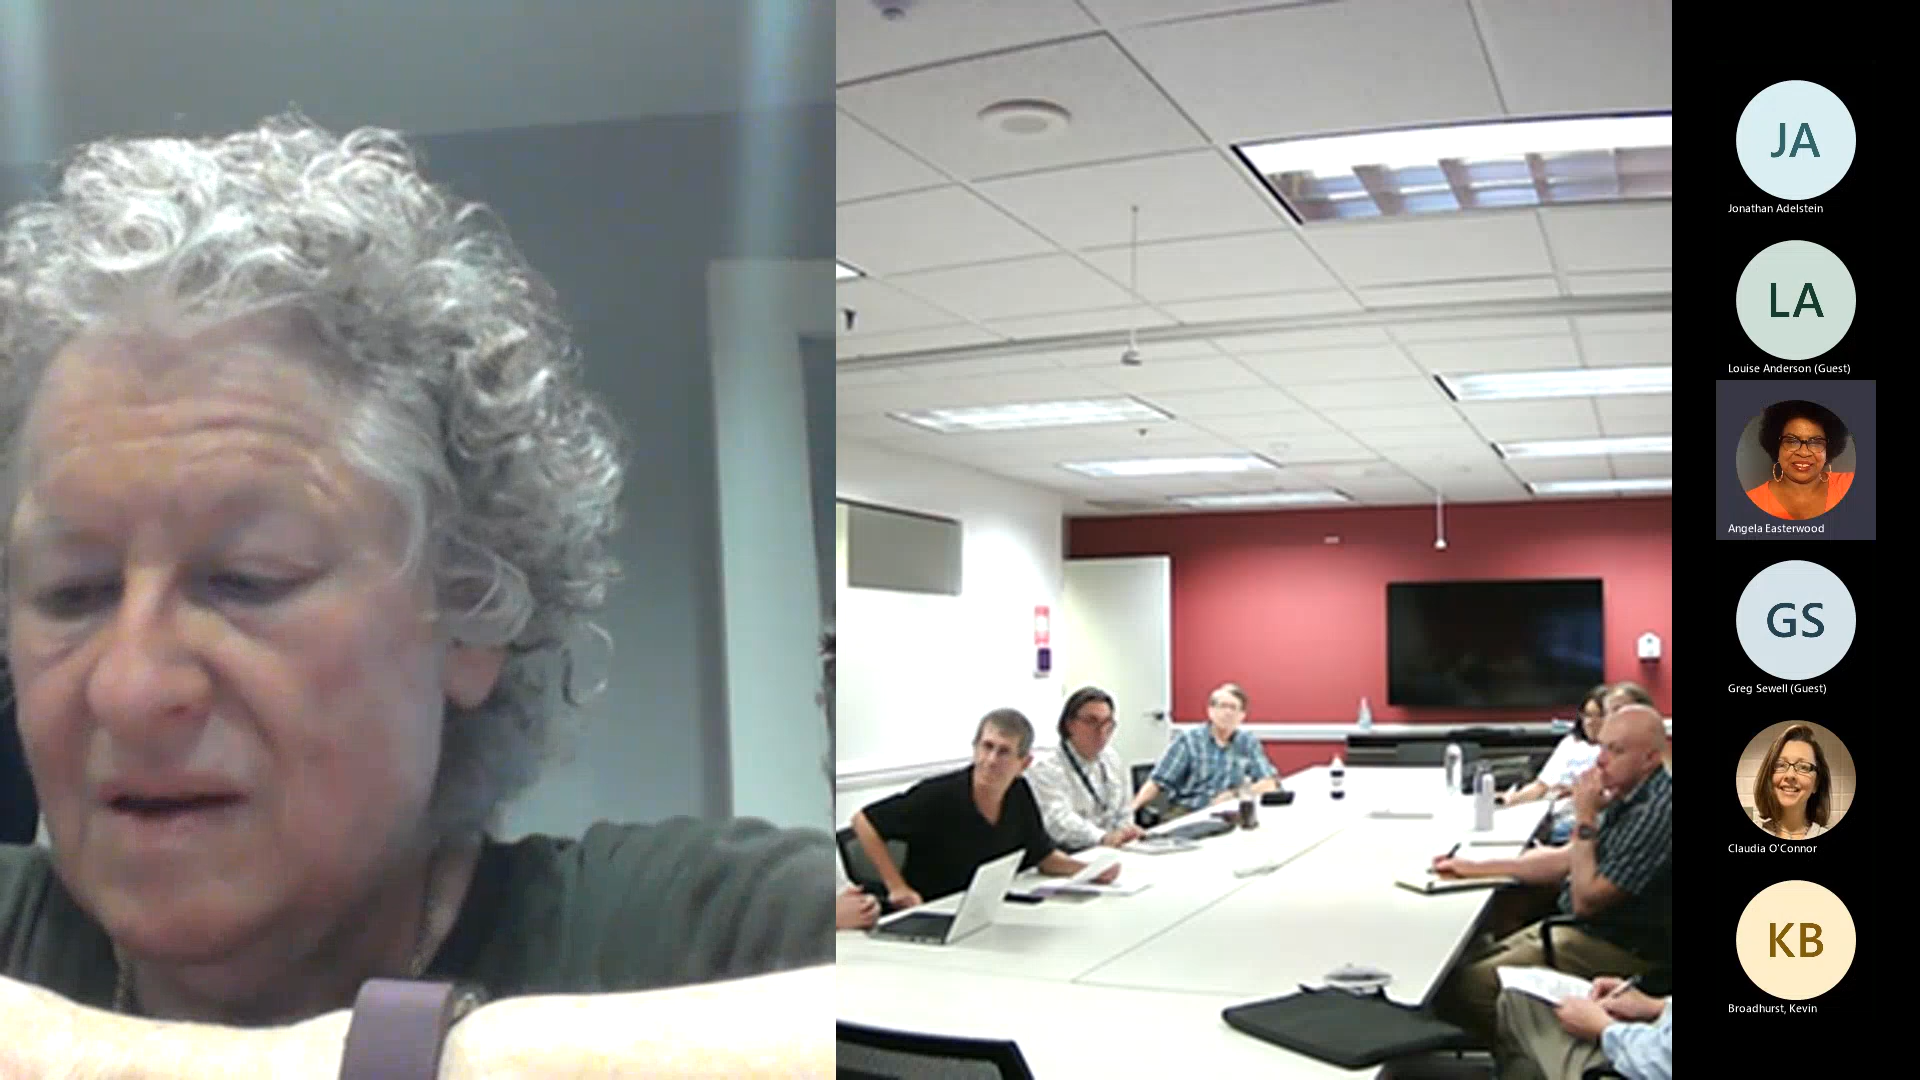 JA
Jonathan Adelstein
LA
Louise Anderson (Guest)
Angela Easterwood
GS
Greg Sewell (Guest)
Claudia O'Connor
KB
Broadhurst, Kevin